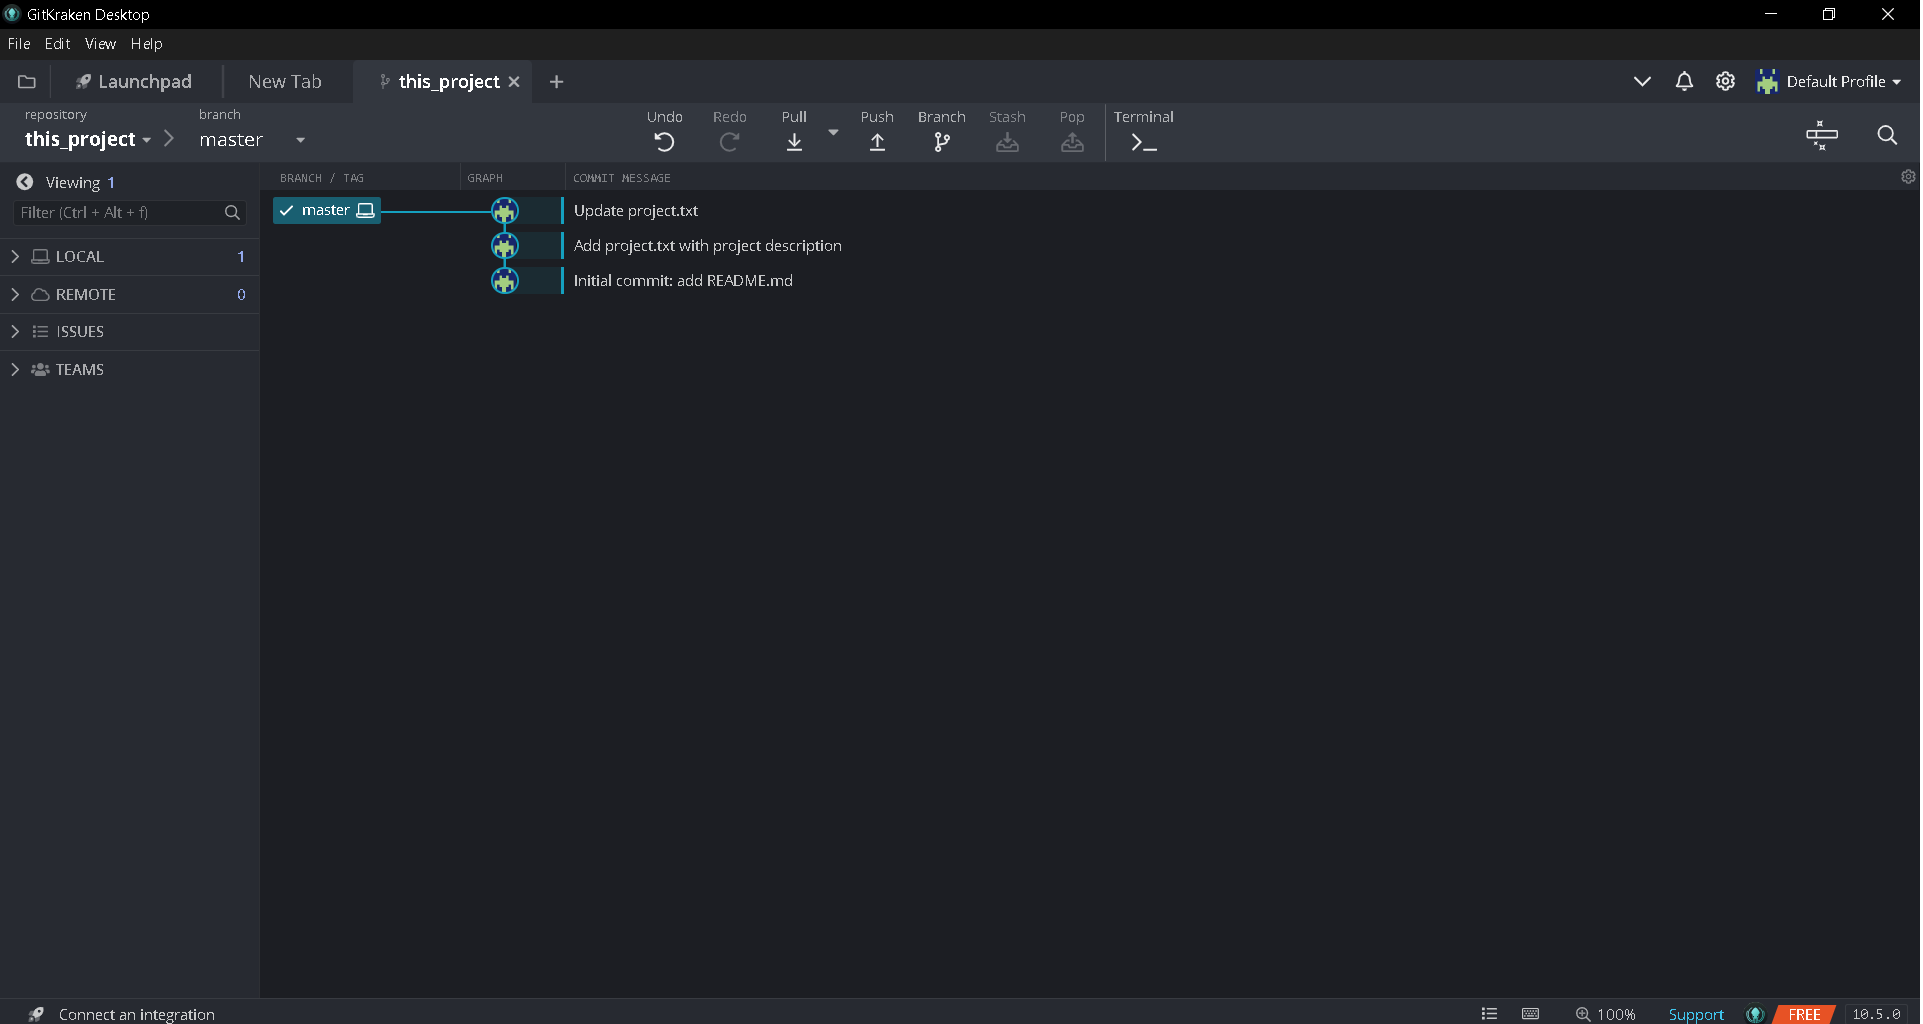 GitKraken Desktop
File Edit View Help
Launchpad New Tab this_project Default Profile
repository branch
this_project master
Undo Redo Pull Push Branch Stash Pop Terminal
Viewing 1
BRANCH / TAG GRAPH COMMIT MESSAGE
Filter (Ctrl + Alt + f)
master Update project.txt
Add project.txt with project description
Initial commit: add README.md
LOCAL 1
REMOTE 0
ISSUES
TEAMS
Connect an integration 100% Support FREE 10.5.0